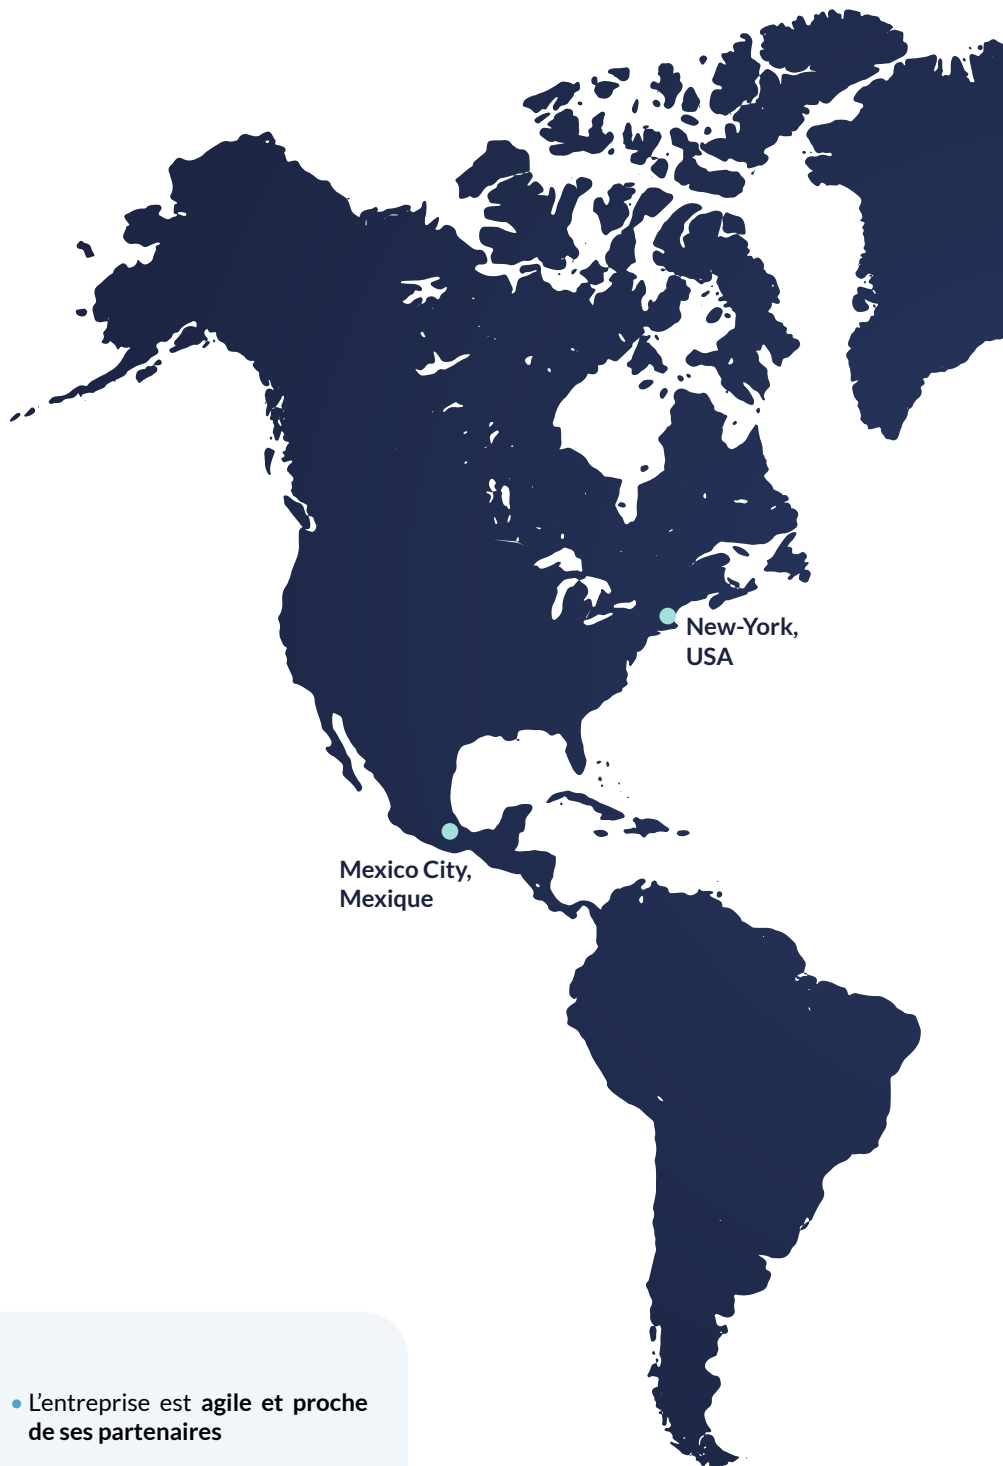 New-York,
USA
Mexico City,
Mexique
L’entreprise est agile et proche
de ses partenaires